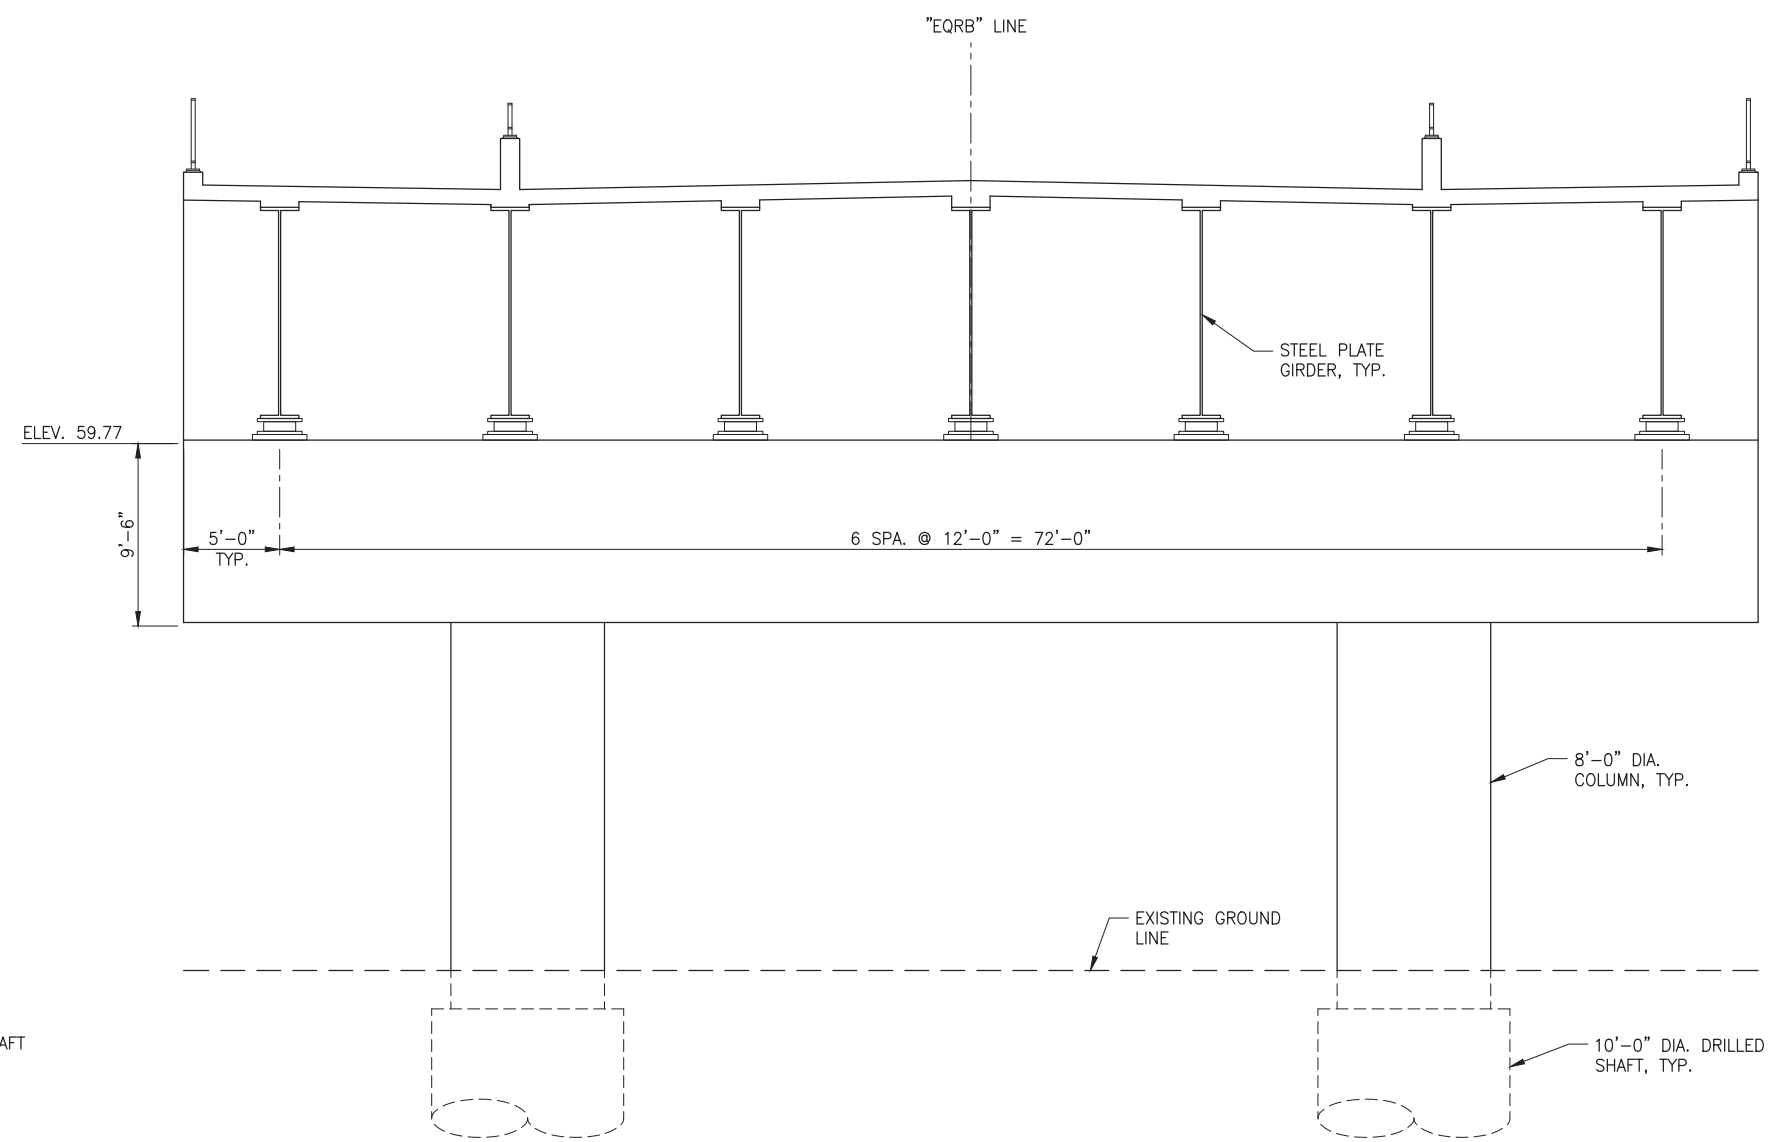 "EQRB" LINE
STEEL PLATE
GIRDER, TYP.
ELEV. 59.77
9'-6"
5'-0"
TYP.
6 SPA. @ 12'-0" = 72'-0"
8'-0" DIA.
COLUMN, TYP.
EXISTING GROUND
LINE
AFT
10'-0" DIA. DRILLED
SHAFT, TYP.